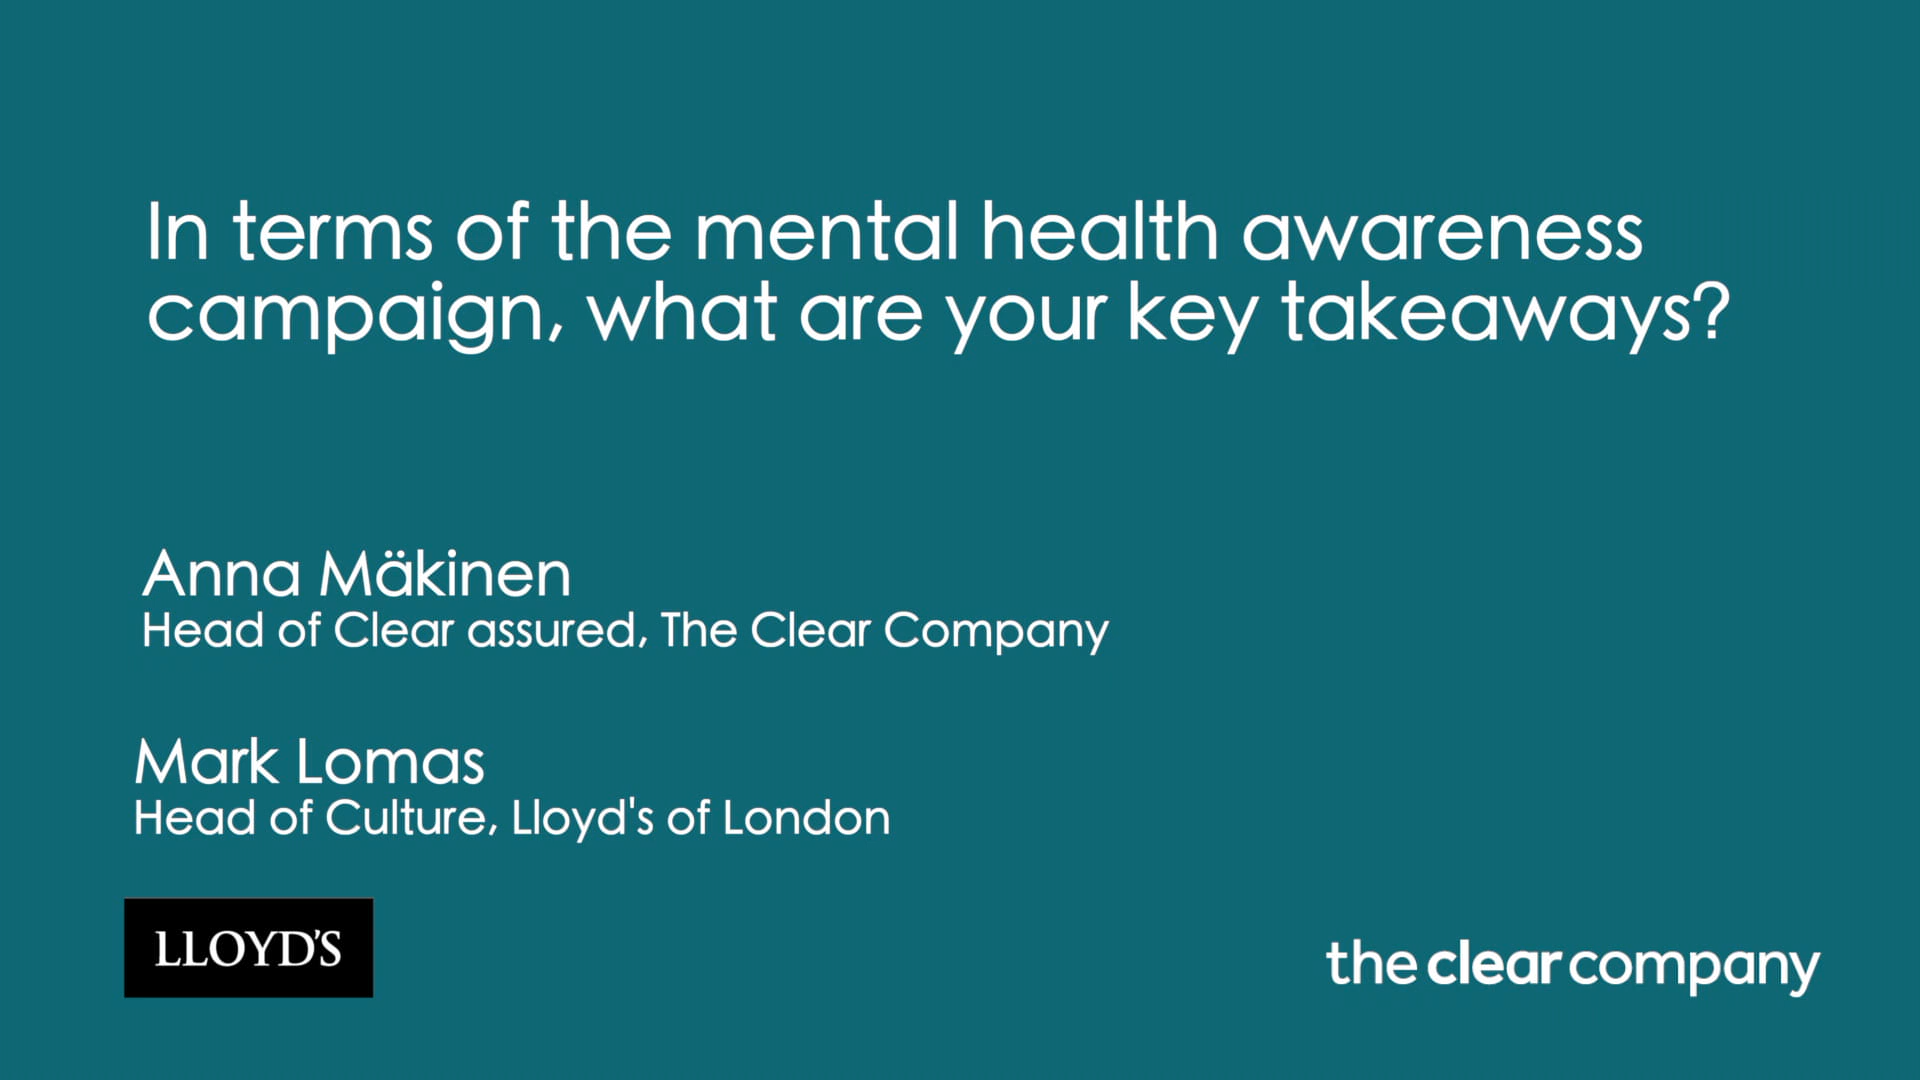 In terms of the mental health awareness
campaign, what are your key takeaways?
Anna Mäkinen
Head of Clear assured, The Clear Company
Mark Lomas
Head of Culture, Lloyd's of London
LLOYD'S
the clear company